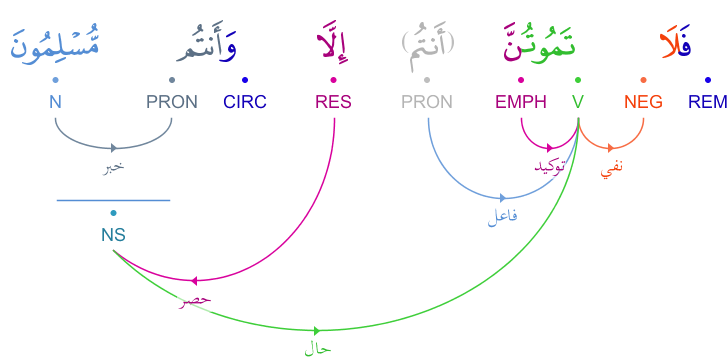 فَلَا تَمُوتُنَّ (أَنتُم) إِلَّا وَأَنتُم مُّسْلِمُونَ
REM NEG V EMPH PRON RES CIRC PRON N
خبر
توكيد
نفي
فاعل
NS
حصر
حال